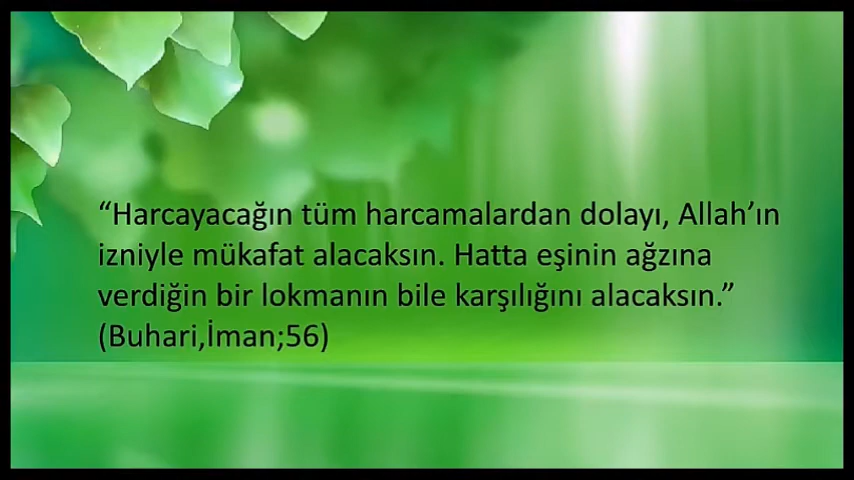 “Harcayacağın tüm harcamalardan dolayı, Allah’ın
izniyle mükafat alacaksın. Hatta eşinin ağzına
verdiğin bir lokmanın bile karşılığını alacaksın.”
(Buhari,İman;56)